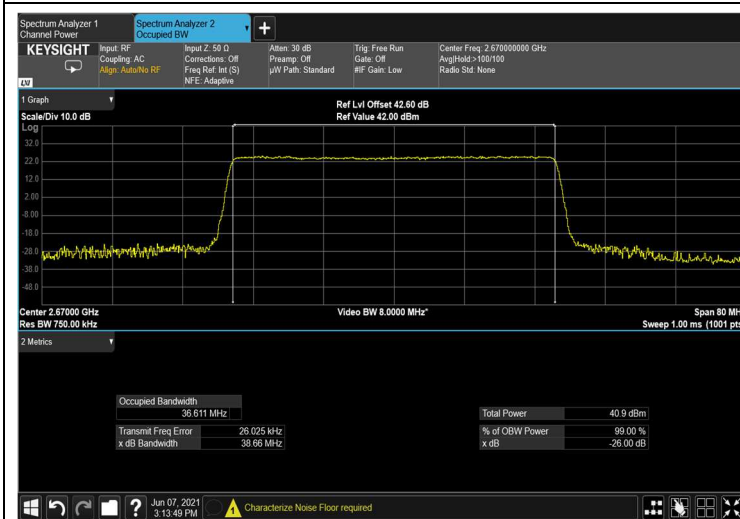 Spectrum Analyzer 1
Channel Power
Spectrum Analyzer 2
Occupied BW
KEYSIGHT
LXI
Input: RF
Coupling: AC
Align: Auto/No RF
Input Z: 50 Ω
Corrections: Off
Freq Ref: Int (S)
NFE: Adaptive
Atten: 30 dB
Preamp: Off
µW Path: Standard
Trig: Free Run
Gate: Off
#IF Gain: Low
Center Freq: 2.670000000 GHz
Avg|Hold:>100/100
Radio Std: None
1 Graph
Scale/Div 10.0 dB
Ref Lvl Offset 42.60 dB
Ref Value 42.00 dBm
Log
32.0
22.0
12.0
2.00
-8.00
-18.0
-28.0
-38.0
-48.0
Center 2.67000 GHz
Res BW 750.00 kHz
Video BW 8.0000 MHz*
Span 80 MH
Sweep 1.00 ms (1001 pts
2 Metrics
Occupied Bandwidth
36.611 MHz
Transmit Freq Error 26.025 kHz
x dB Bandwidth 38.66 MHz
Total Power 40.9 dBm
% of OBW Power 99.00 %
x dB -26.00 dB
?
Jun 07, 2021
3:13:49 PM
Characterize Noise Floor required